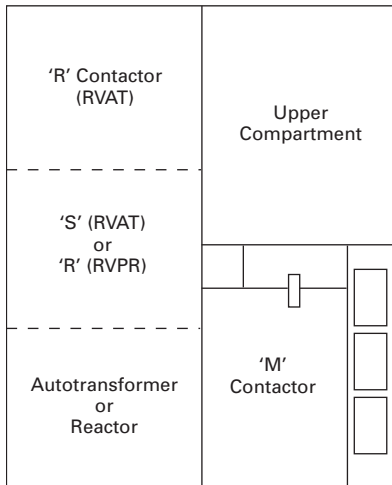 ‘R’ Contactor
(RVAT)
Upper
Compartment
‘S’ (RVAT)
or
‘R’ (RVPR)
Autotransformer
or
Reactor
‘M’
Contactor